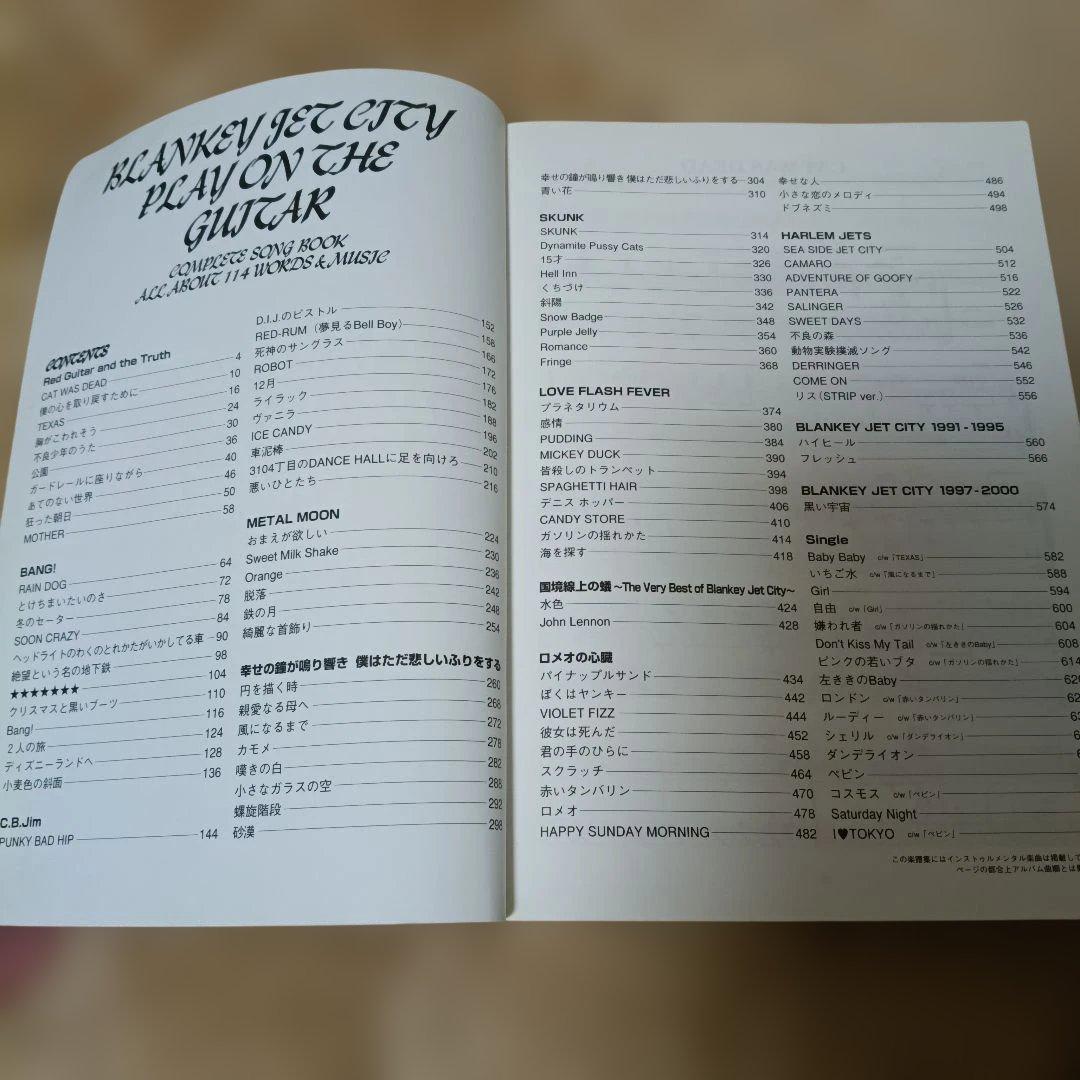 BLANKEY JET CITY
PLAY ON THE
GUITAR
COMPLETE SONG BOOK
ALL ABOUT 114 WORDS & MUSIC
CONTENTS
Red Guitar and the Truth
CAT WAS DEAD 4
僕の心を取り戻すために 10
TEXAS 16
胸がこわれそう 24
不良少年のうた 30
公園 36
ガードレールに座りながら 40
あてのない世界 46
狂った朝日 50
MOTHER 58
BANG!
RAIN DOG 64
とけちまいたいのさ 72
冬のセーター 78
SOON CRAZY 84
ヘッドライトのわくのとれかたがいかしてる車 90
絶望という名の地下鉄 98
★★★★★★★ 104
クリスマスと黒いブーツ 110
Bang! 116
2人の旅 124
ディズニーランドへ 128
小麦色の斜面 136
C.B.Jim
PUNKY BAD HIP 144
D.I.J.のピストル 152
RED-RUM（夢見るBell Boy） 158
死神のサングラス 166
ROBOT 172
12月 176
ライラック 182
ヴァニラ 188
ICE CANDY 196
車泥棒 202
3104丁目のDANCE HALLに足を向けろ 210
悪いひとたち 216
METAL MOON
おまえが欲しい 224
Sweet Milk Shake 230
Orange 236
脱落 242
鉄の月 248
綺麗な首飾り 254
幸せの鐘が鳴り響き 僕はただ悲しいふりをする
円を描く時 260
親愛なる母へ 268
風になるまで 272
カモメ 278
嘆きの白 282
小さなガラスの空 288
螺旋階段 292
砂漠 298
幸せの鐘が鳴り響き 僕はただ悲しいふりをする 304
青い花 310
SKUNK
SKUNK 314
Dynamite Pussy Cats 320
15才 326
Hell Inn 330
くちづけ 336
斜陽 342
Snow Badge 348
Purple Jelly 354
Romance 360
Fringe 368
LOVE FLASH FEVER
プラネタリウム 374
感情 380
PUDDING 384
MICKEY DUCK 390
皆殺しのトランペット 394
SPAGHETTI HAIR 398
デニス ホッパー 406
CANDY STORE 410
ガソリンの揺れかた 414
海を探す 418
国境線上の蟻 ～The Very Best of Blankey Jet City～
水色 424
John Lennon 428
ロメオの心臓
パイナップルサンド 434
ぼくはヤンキー 442
VIOLET FIZZ 444
彼女は死んだ 452
君の手のひらに 458
スクラッチ 464
赤いタンバリン 470
ロメオ 478
HAPPY SUNDAY MORNING 482
幸せな人 486
小さな恋のメロディ 494
ドブネズミ 498
HARLEM JETS
SEA SIDE JET CITY 504
CAMARO 512
ADVENTURE OF GOOFY 516
PANTERA 522
SALINGER 526
SWEET DAYS 532
不良の森 536
動物実験撲滅ソング 542
DERRINGER 546
COME ON 552
リス（STRIP ver.） 556
BLANKEY JET CITY 1991-1995
ハイヒール 560
フレッシュ 566
BLANKEY JET CITY 1997-2000
黒い宇宙 574
Single
Baby Baby c/w「TEXAS」 582
いちご水 c/w「風になるまで」 588
Girl 594
自由 c/w「Girl」 600
嫌われ者 c/w「ガソリンの揺れかた」 604
Don't Kiss My Tail c/w「左ききのBaby」 608
ピンクの若いブタ c/w「ガソリンの揺れかた」 614
左ききのBaby
ロンドン c/w「赤いタンバリン」
ルーディー c/w「赤いタンバリン」
シェリル c/w「ダンデライオン」
ダンデライオン
ペピン
コスモス c/w「ペピン」
Saturday Night
I♥TOKYO c/w「ペピン」
この楽譜集にはインストゥルメンタル楽曲は掲載して
ページの都合上アルバム曲順とは